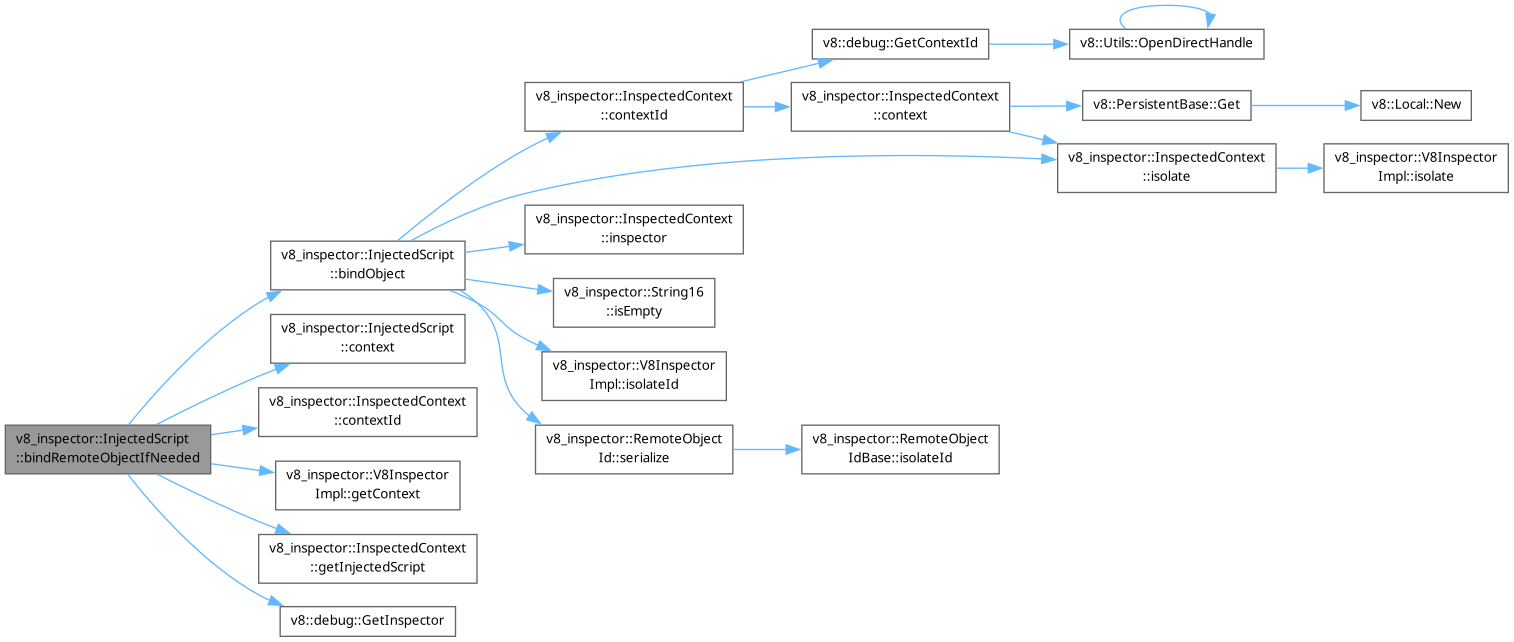 v8_inspector::InjectedScript
::bindRemoteObjectIfNeeded
v8_inspector::InjectedScript
::bindObject
v8_inspector::InspectedContext
::contextId
v8::debug::GetContextId
v8::Utils::OpenDirectHandle
v8_inspector::InspectedContext
::context
v8::PersistentBase::Get
v8::Local::New
v8_inspector::InspectedContext
::isolate
v8_inspector::V8Inspector
Impl::isolate
v8_inspector::InspectedContext
::inspector
v8_inspector::String16
::isEmpty
v8_inspector::V8Inspector
Impl::isolateId
v8_inspector::RemoteObject
Id::serialize
v8_inspector::RemoteObject
IdBase::isolateId
v8_inspector::InjectedScript
::context
v8_inspector::InspectedContext
::contextId
v8_inspector::V8Inspector
Impl::getContext
v8_inspector::InspectedContext
::getInjectedScript
v8::debug::GetInspector